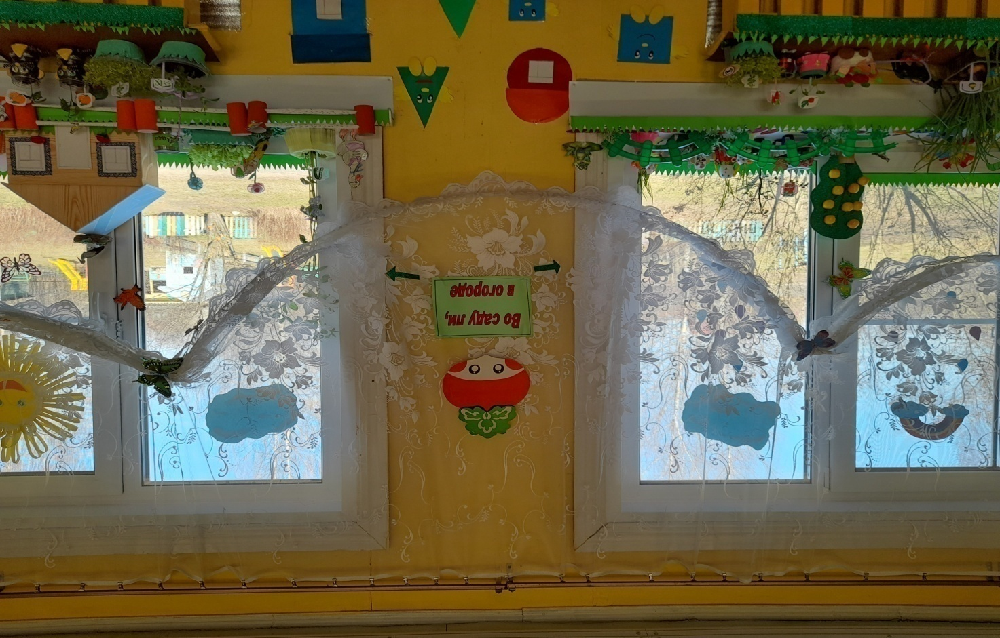 Во саду ли,
в огороде